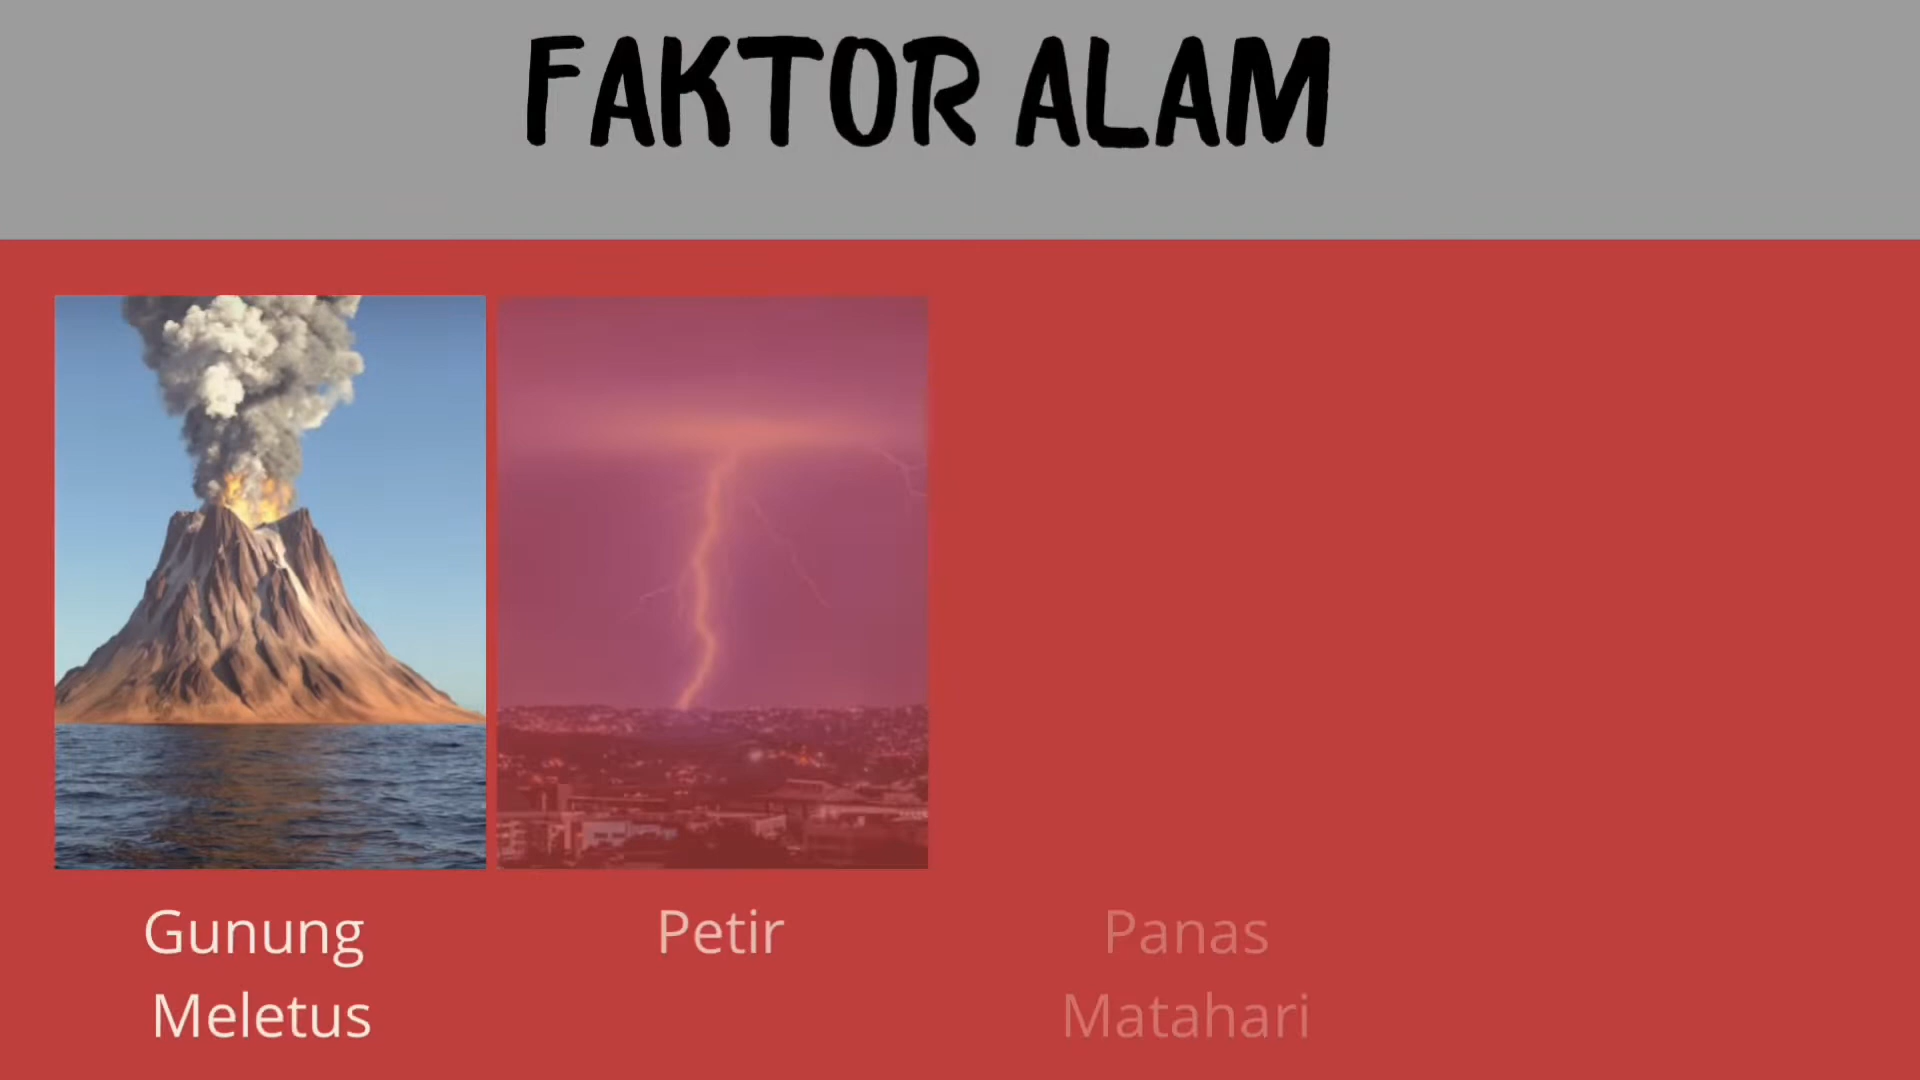 FAKTOR ALAM
Gunung
Meletus
Petir
Panas
Matahari